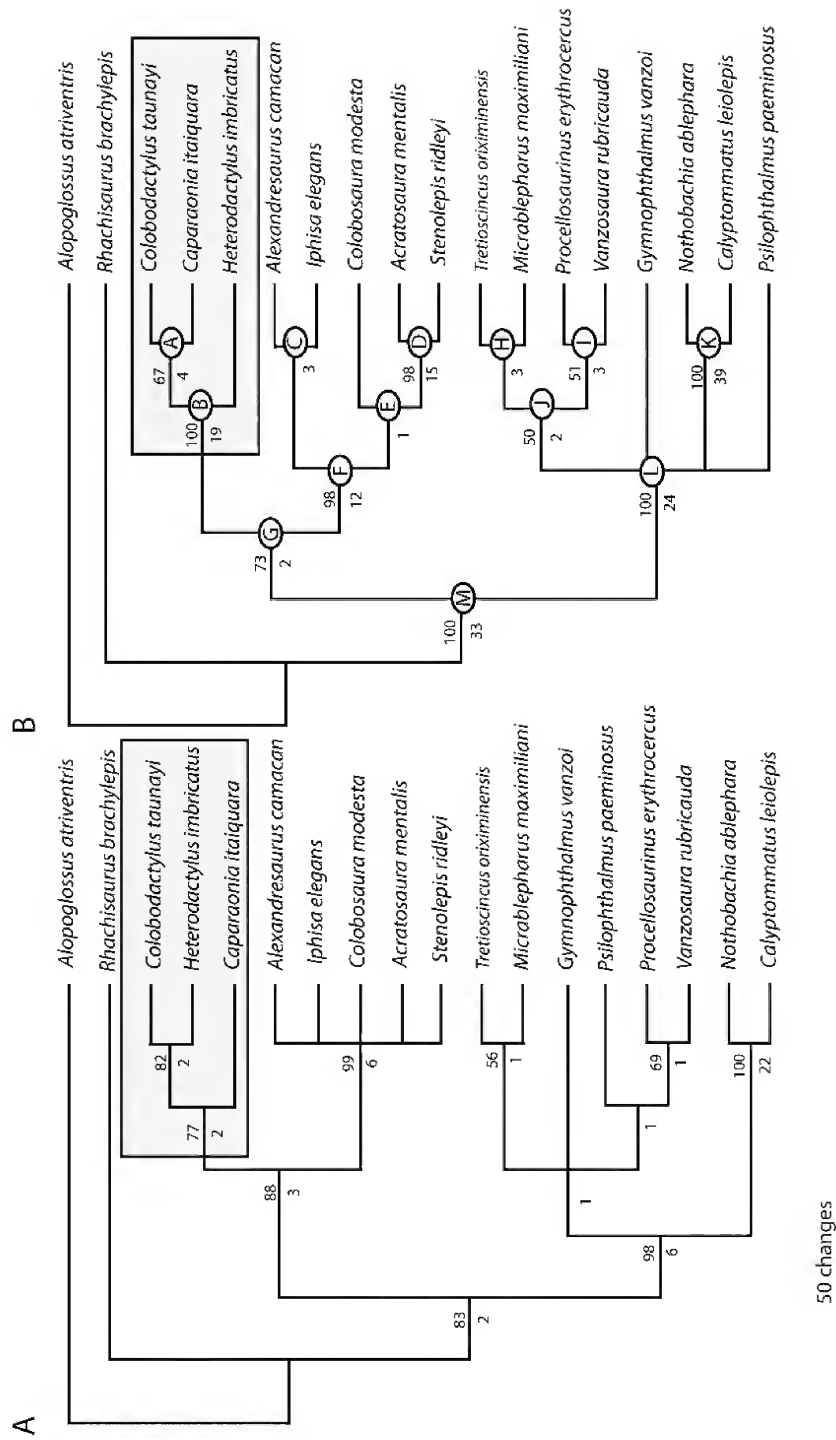 A
Alopoglossus atriventris
Rhachisaurus brachylepis
Colobodactylus taunayi
Heterodactylus imbricatus
Caparaonia itaiquara
Alexandresaurus camacan
Iphisa elegans
Colobosaura modesta
Acratosaura mentalis
Stenolepis ridleyi
Tretioscincus oriximinensis
Micrablepharus maximiliani
Gymnophthalmus vanzoi
Psilophthalmus paeminosus
Procellosaurinus erythrocercus
Vanzosaura rubricauda
Nothobachia ablephara
Calyptommatus leiolepis
82
2
77
2
88
3
99
6
83
2
56
1
1
69
1
1
98
6
100
22
50 changes
B
Alopoglossus atriventris
Rhachisaurus brachylepis
Colobodactylus taunayi
Caparaonia itaiquara
Heterodactylus imbricatus
Alexandresaurus camacan
Iphisa elegans
Colobosaura modesta
Acratosaura mentalis
Stenolepis ridleyi
Tretioscincus oriximinensis
Micrablepharus maximiliani
Procellosaurinus erythrocercus
Vanzosaura rubricauda
Gymnophthalmus vanzoi
Nothobachia ablephara
Calyptommatus leiolepis
Psilophthalmus paeminosus
67
A
4
100
B
19
C
3
98
D
15
E
1
98
F
12
73
G
2
100
M
33
H
3
51
I
3
50
J
2
100
L
24
100
K
39